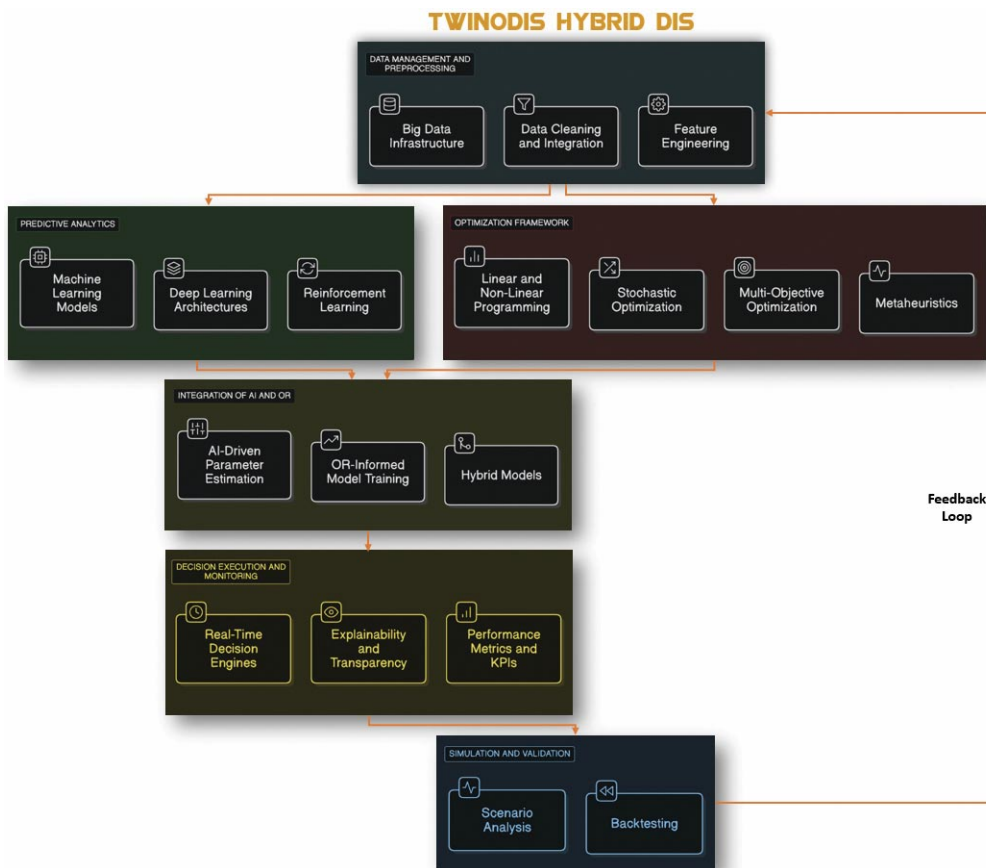 TWINODIS HYBRID DIS
DATA MANAGEMENT AND
PREPROCESSING
Big Data
Infrastructure
Data Cleaning
and Integration
Feature
Engineering
PREDICTIVE ANALYTICS
Machine
Learning
Models
Deep Learning
Architectures
Reinforcement
Learning
OPTIMIZATION FRAMEWORK
Linear and
Non-Linear
Programming
Stochastic
Optimization
Multi-Objective
Optimization
Metaheuristics
INTEGRATION OF AI AND OR
AI-Driven
Parameter
Estimation
OR-Informed
Model Training
Hybrid Models
Feedback
Loop
DECISION EXECUTION AND
MONITORING
Real-Time
Decision
Engines
Explainability
and
Transparency
Performance
Metrics and
KPIs
SIMULATION AND VALIDATION
Scenario
Analysis
Backtesting